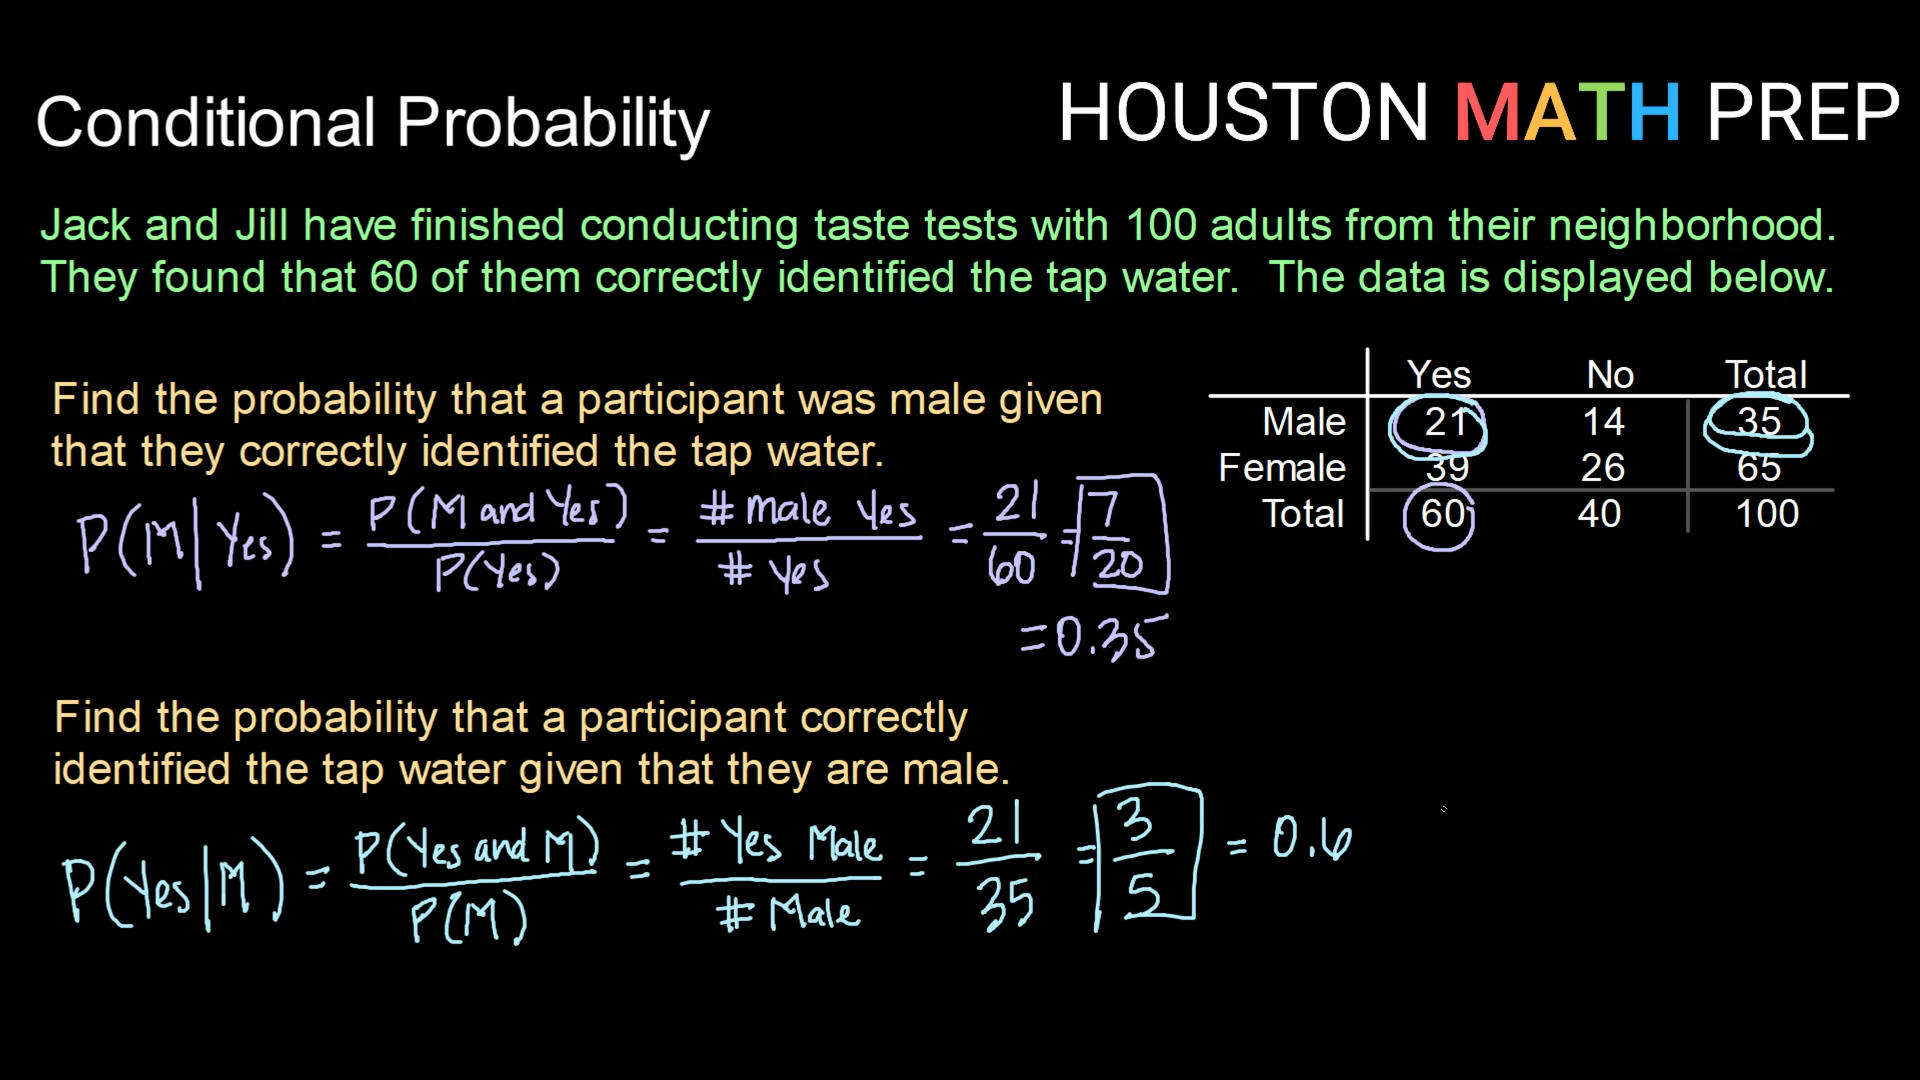 Conditional Probability
HOUSTON MATH PREP
Jack and Jill have finished conducting taste tests with 100 adults from their neighborhood.
They found that 60 of them correctly identified the tap water. The data is displayed below.
Find the probability that a participant was male given
that they correctly identified the tap water.
P(M|Yes) = P(M and Yes)/P(Yes) = # male yes/# yes = 21/60 = 7/20
= 0.35
Yes No Total
Male 21 14 35
Female 39 26 65
Total 60 40 100
Find the probability that a participant correctly
identified the tap water given that they are male.
P(Yes|M) = P(Yes and M)/P(M) = # Yes Male/# Male = 21/35 = 3/5 = 0.6